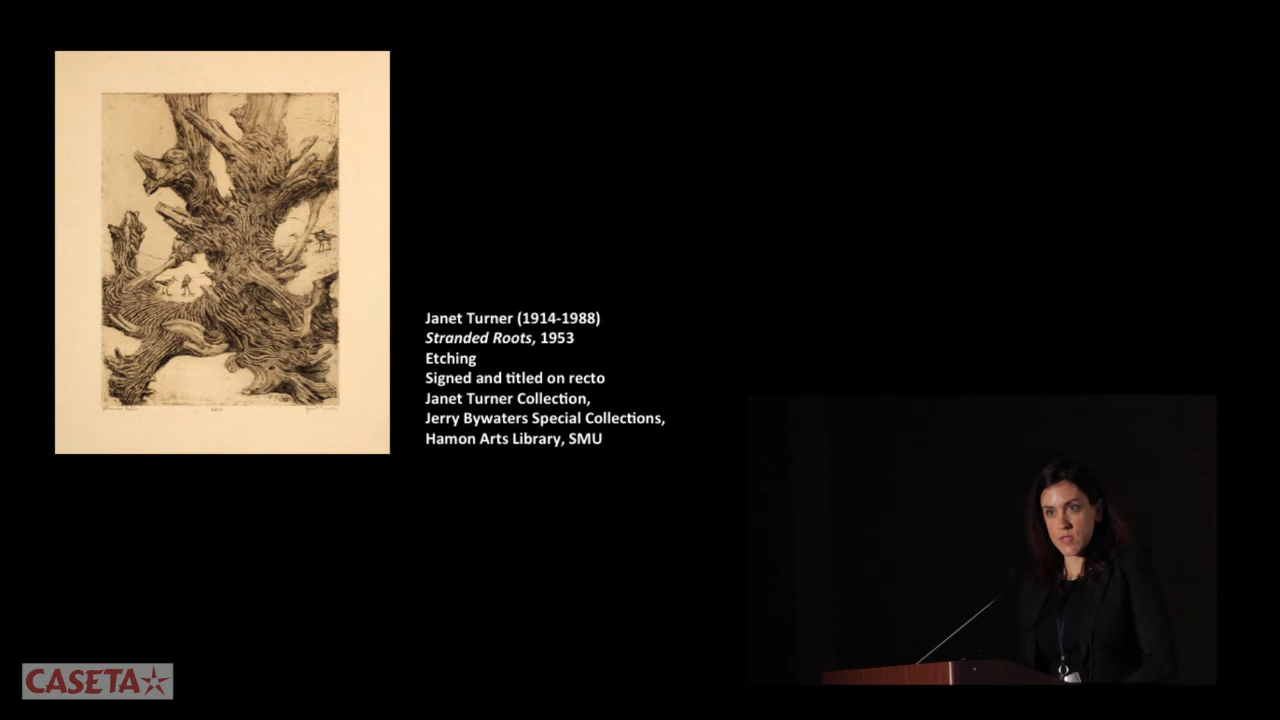 Janet Turner (1914-1988)
Stranded Roots, 1953
Etching
Signed and titled on recto
Janet Turner Collection,
Jerry Bywaters Special Collections,
Hamon Arts Library, SMU
CASETA